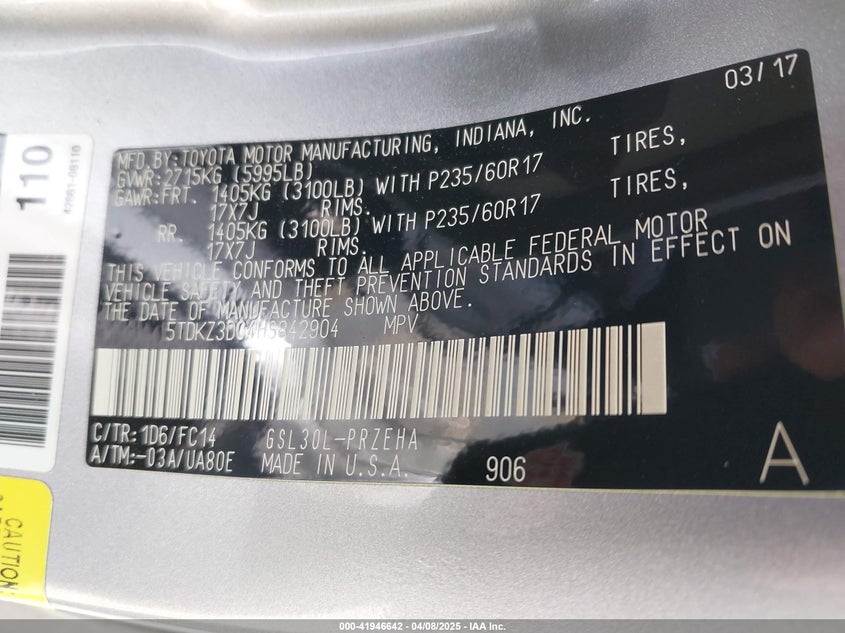 03/17
MFD. BY: TOYOTA MOTOR MANUFACTURING, INDIANA, INC.
GVWR: 2715KG (5995LB)
GAWR: FRT. 1405KG (3100LB) WITH P235/60R17 TIRES,
17X7J RIMS.
RR. 1405KG (3100LB) WITH P235/60R17 TIRES,
17X7J RIMS.
THIS VEHICLE CONFORMS TO ALL APPLICABLE FEDERAL MOTOR
VEHICLE SAFETY AND THEFT PREVENTION STANDARDS IN EFFECT ON
THE DATE OF MANUFACTURE SHOWN ABOVE.
MPV
C/TR: 1D6/FC14 GSL30L-PRZEHA
A/TM: -03A/UA80E MADE IN U.S.A. 906
A
110
42661-08110
CAUTION
000-41946642 - 04/08/2025 - IAA Inc.